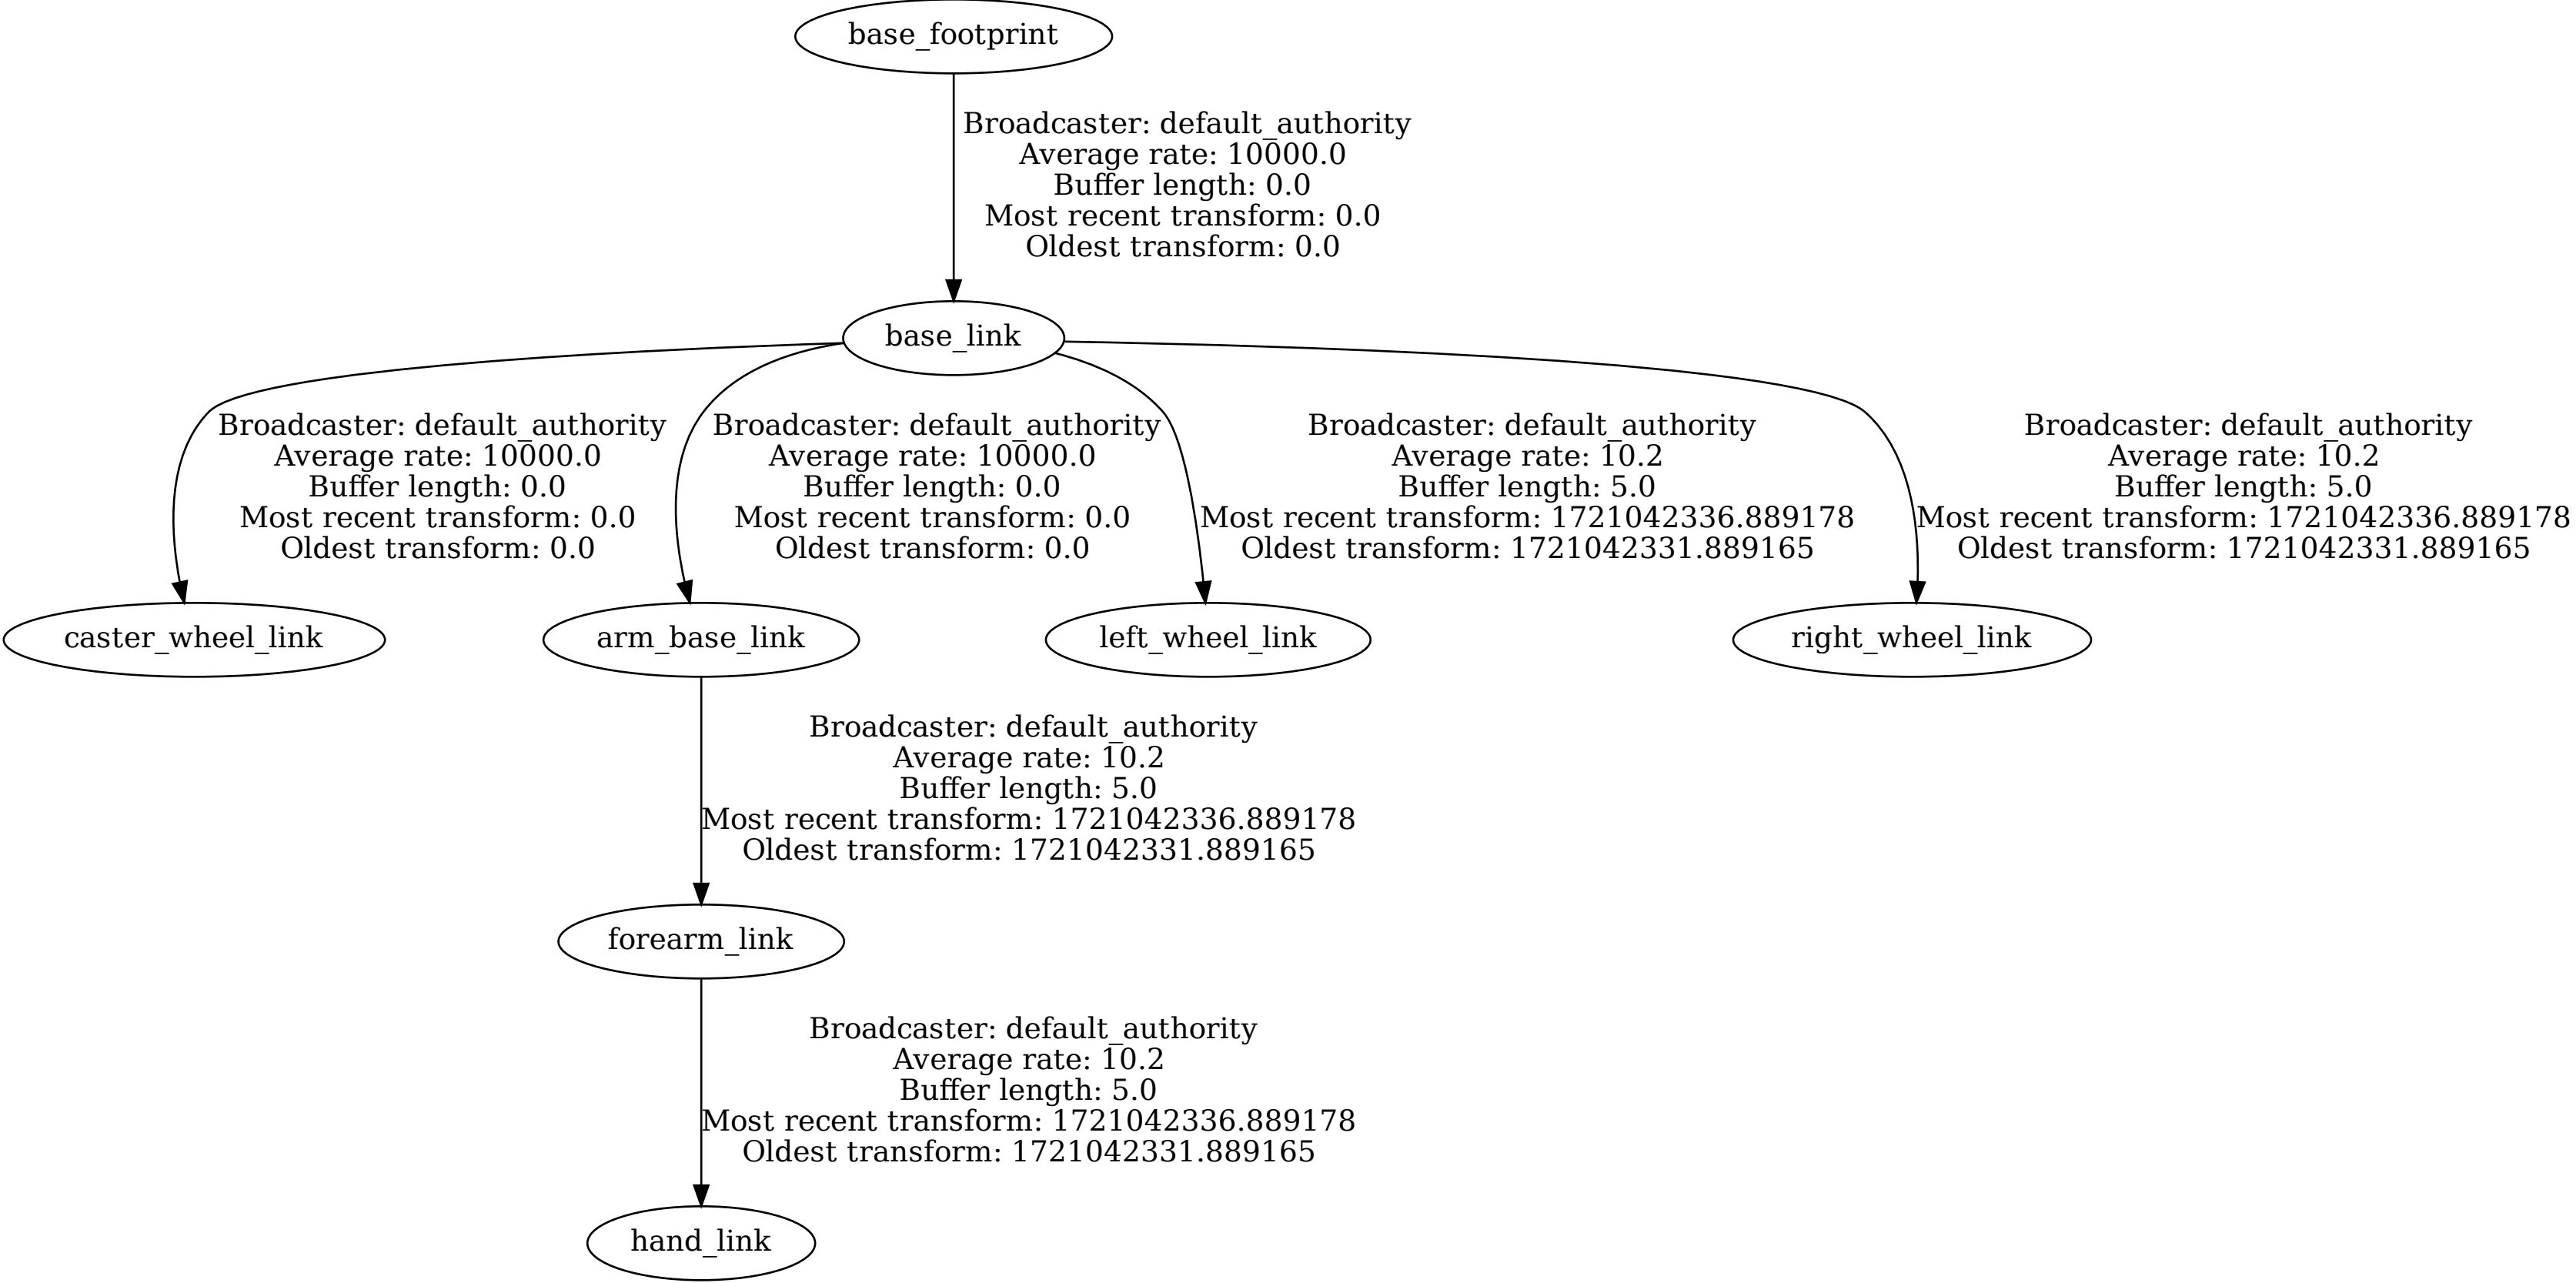 base_footprint
Broadcaster: default_authority
Average rate: 10000.0
Buffer length: 0.0
Most recent transform: 0.0
Oldest transform: 0.0
base_link
Broadcaster: default_authority
Average rate: 10000.0
Buffer length: 0.0
Most recent transform: 0.0
Oldest transform: 0.0
Broadcaster: default_authority
Average rate: 10000.0
Buffer length: 0.0
Most recent transform: 0.0
Oldest transform: 0.0
Broadcaster: default_authority
Average rate: 10.2
Buffer length: 5.0
Most recent transform: 1721042336.889178
Oldest transform: 1721042331.889165
Broadcaster: default_authority
Average rate: 10.2
Buffer length: 5.0
Most recent transform: 1721042336.889178
Oldest transform: 1721042331.889165
caster_wheel_link
arm_base_link
left_wheel_link
right_wheel_link
Broadcaster: default_authority
Average rate: 10.2
Buffer length: 5.0
Most recent transform: 1721042336.889178
Oldest transform: 1721042331.889165
forearm_link
Broadcaster: default_authority
Average rate: 10.2
Buffer length: 5.0
Most recent transform: 1721042336.889178
Oldest transform: 1721042331.889165
hand_link